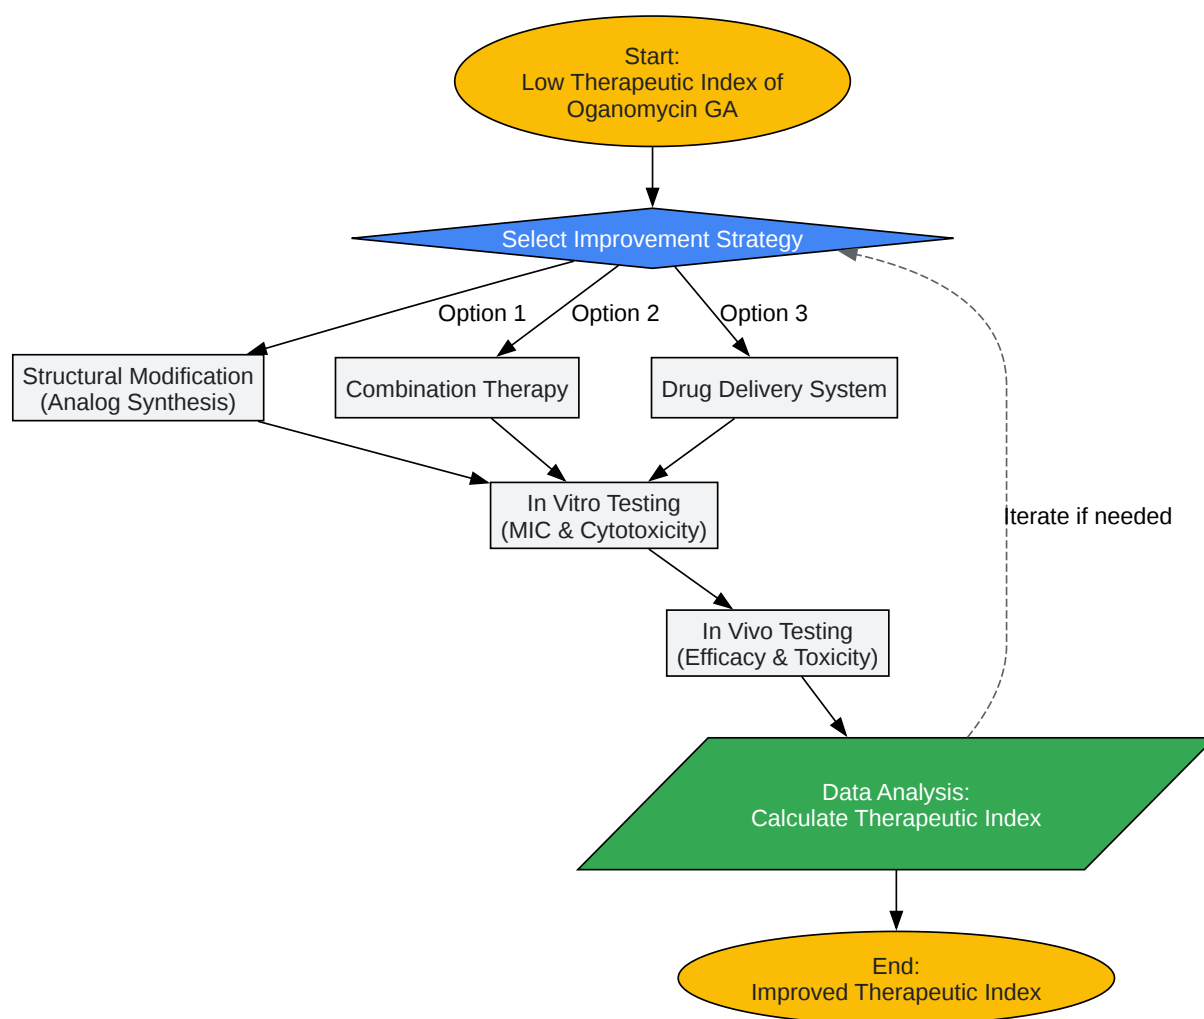 Start:
Low Therapeutic Index of
Oganomycin GA
Select Improvement Strategy
Option 1
Option 2
Option 3
Structural Modification
(Analog Synthesis)
Combination Therapy
Drug Delivery System
In Vitro Testing
(MIC & Cytotoxicity)
Iterate if needed
In Vivo Testing
(Efficacy & Toxicity)
Data Analysis:
Calculate Therapeutic Index
End:
Improved Therapeutic Index